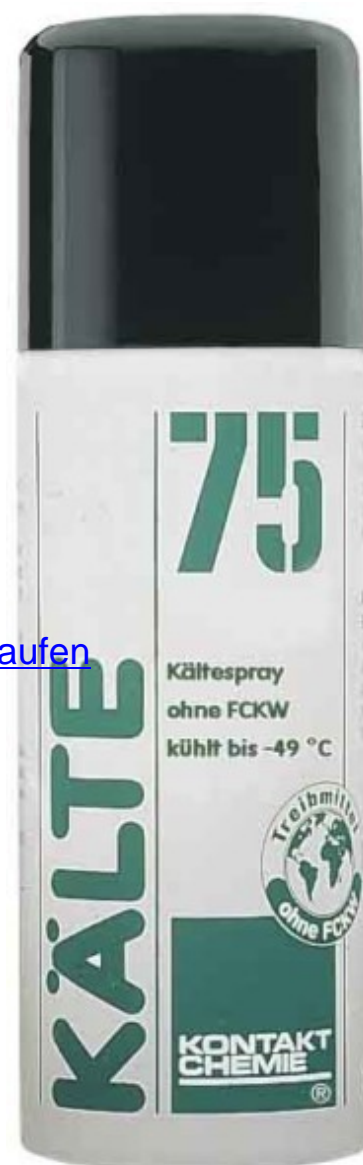 75
aufen
KÄLTE
Kältespray
ohne FCKW
kühlt bis -49 °C
Treibmittel
ohne FCKW
KONTAKT
CHEMIE
®